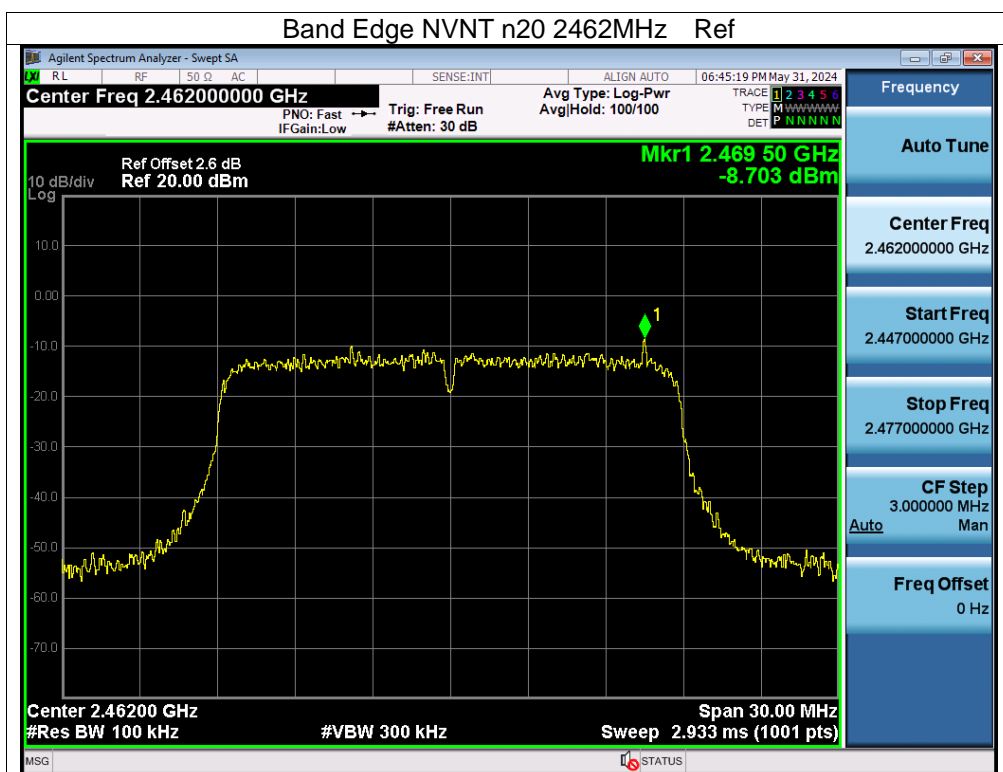 Band Edge NVNT n20 2462MHz Ref
Agilent Spectrum Analyzer - Swept SA
LXI RL RF 50 Ω AC SENSE:INT ALIGN AUTO 06:45:19 PM May 31, 2024
Center Freq 2.462000000 GHz
PNO: Fast
IFGain:Low
Trig: Free Run
#Atten: 30 dB
Avg Type: Log-Pwr
Avg|Hold: 100/100
TRACE 1 2 3 4 5 6
TYPE M WWWWW
DET P N N N N N
Mkr1 2.469 50 GHz
-8.703 dBm
Ref Offset 2.6 dB
10 dB/div Ref 20.00 dBm
Log
10.0
0.00
-10.0
-20.0
-30.0
-40.0
-50.0
-60.0
-70.0
1
Center 2.46200 GHz Span 30.00 MHz
#Res BW 100 kHz #VBW 300 kHz Sweep 2.933 ms (1001 pts)
MSG STATUS
Frequency
Auto Tune
Center Freq
2.462000000 GHz
Start Freq
2.447000000 GHz
Stop Freq
2.477000000 GHz
CF Step
3.000000 MHz
Auto Man
Freq Offset
0 Hz